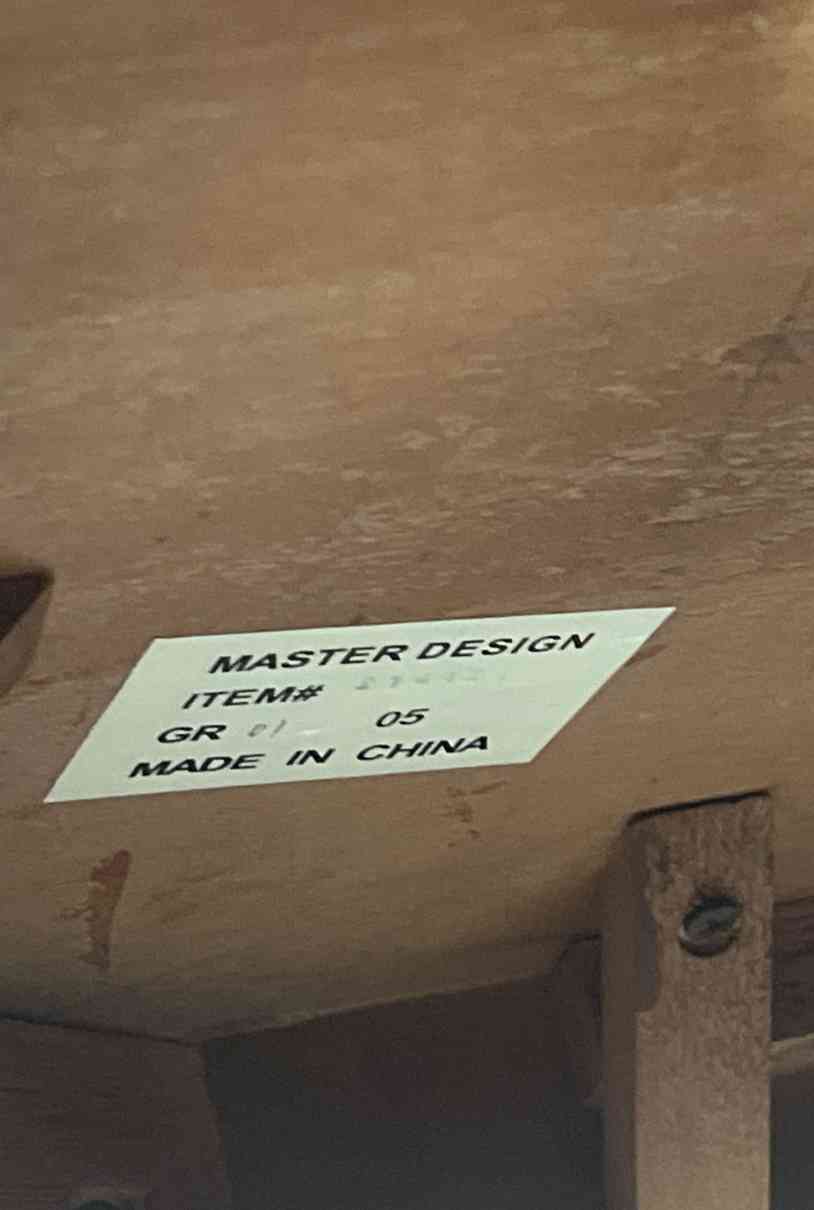 MASTER DESIGN
ITEM#
GR 05
MADE IN CHINA